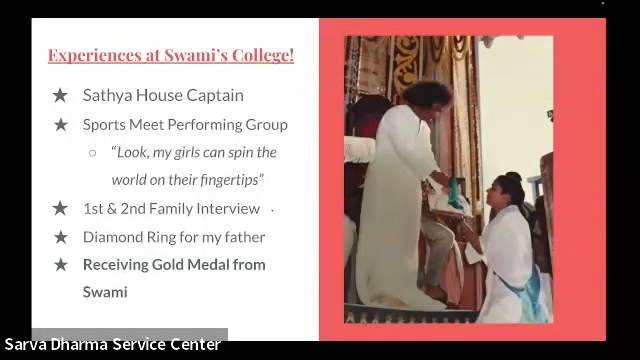 Experiences at Swami's College!
★ Sathya House Captain
★ Sports Meet Performing Group
○ "Look, my girls can spin the
world on their fingertips"
★ 1st & 2nd Family Interview
★ Diamond Ring for my father
★ Receiving Gold Medal from
Swami
Sarva Dharma Service Center